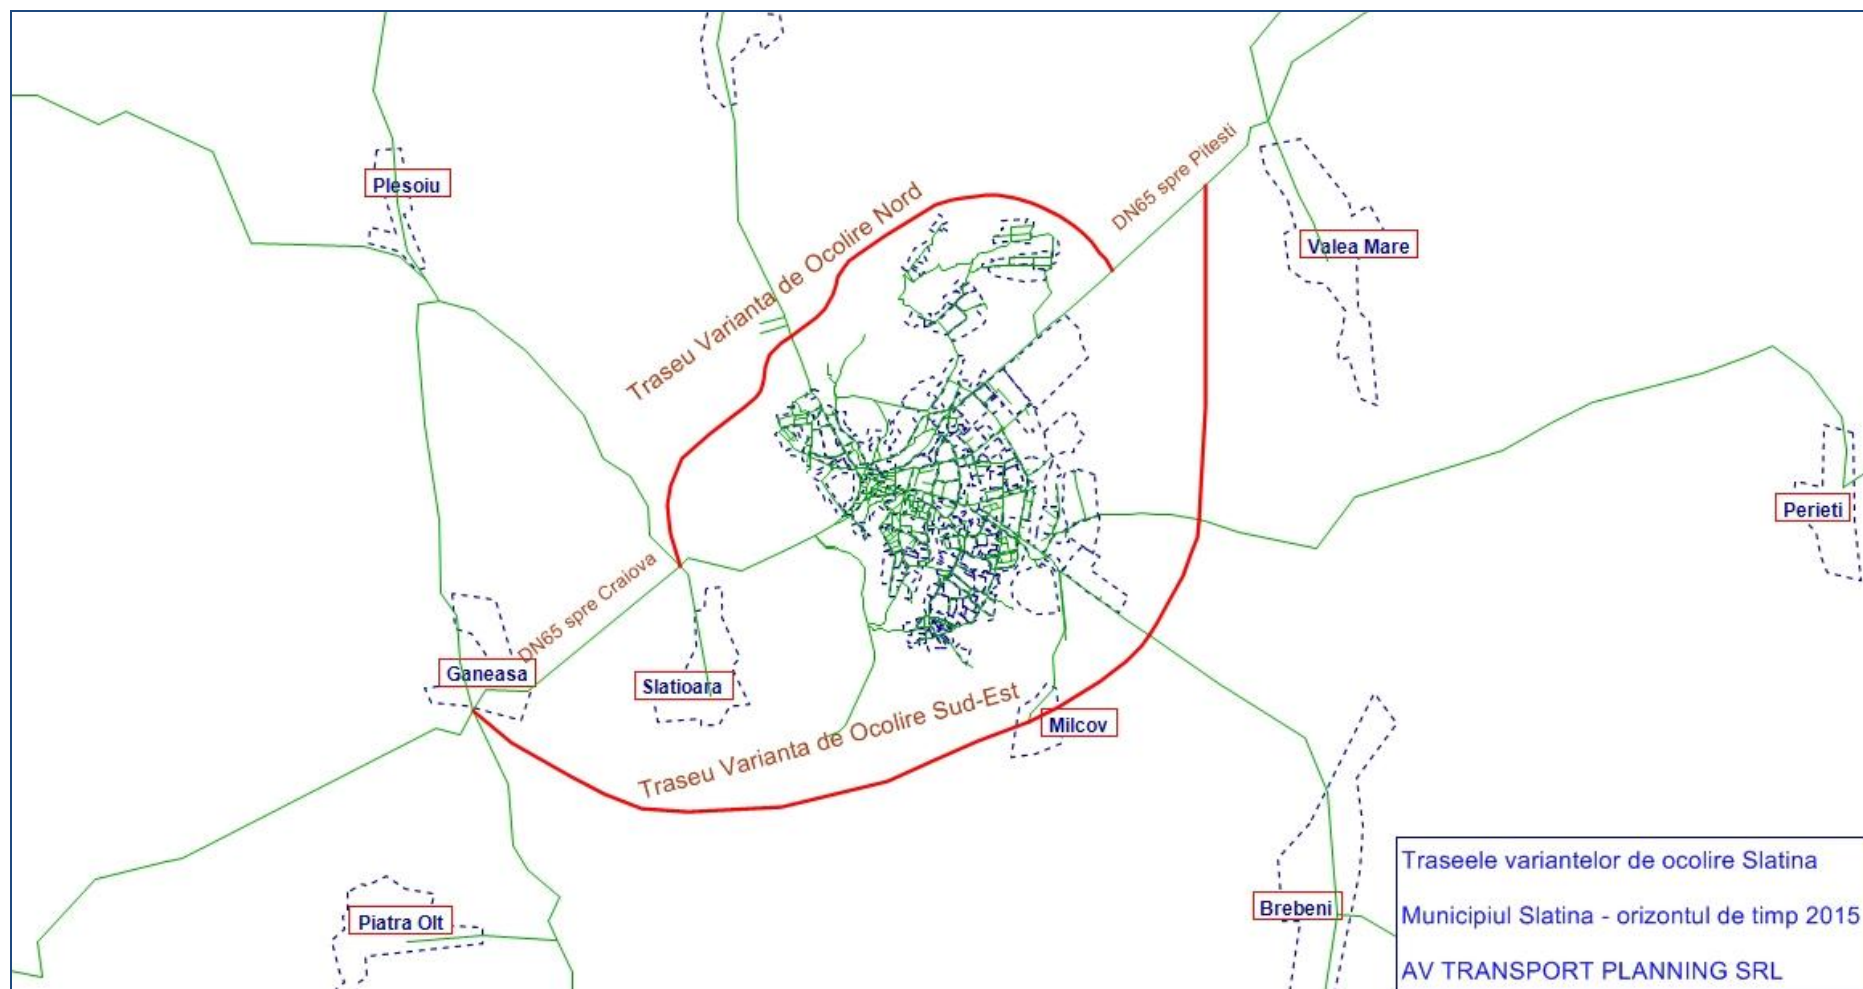 Plesoiu
Traseu Varianta de Ocolire Nord
DN65 spre Pitesti
Valea Mare
Perieti
DN65 spre Craiova
Ganeasa
Slatioara
Traseu Varianta de Ocolire Sud-Est
Milcov
Piatra Olt
Brebeni
Traseele variantelor de ocolire Slatina
Municipiul Slatina - orizontul de timp 2015
AV TRANSPORT PLANNING SRL